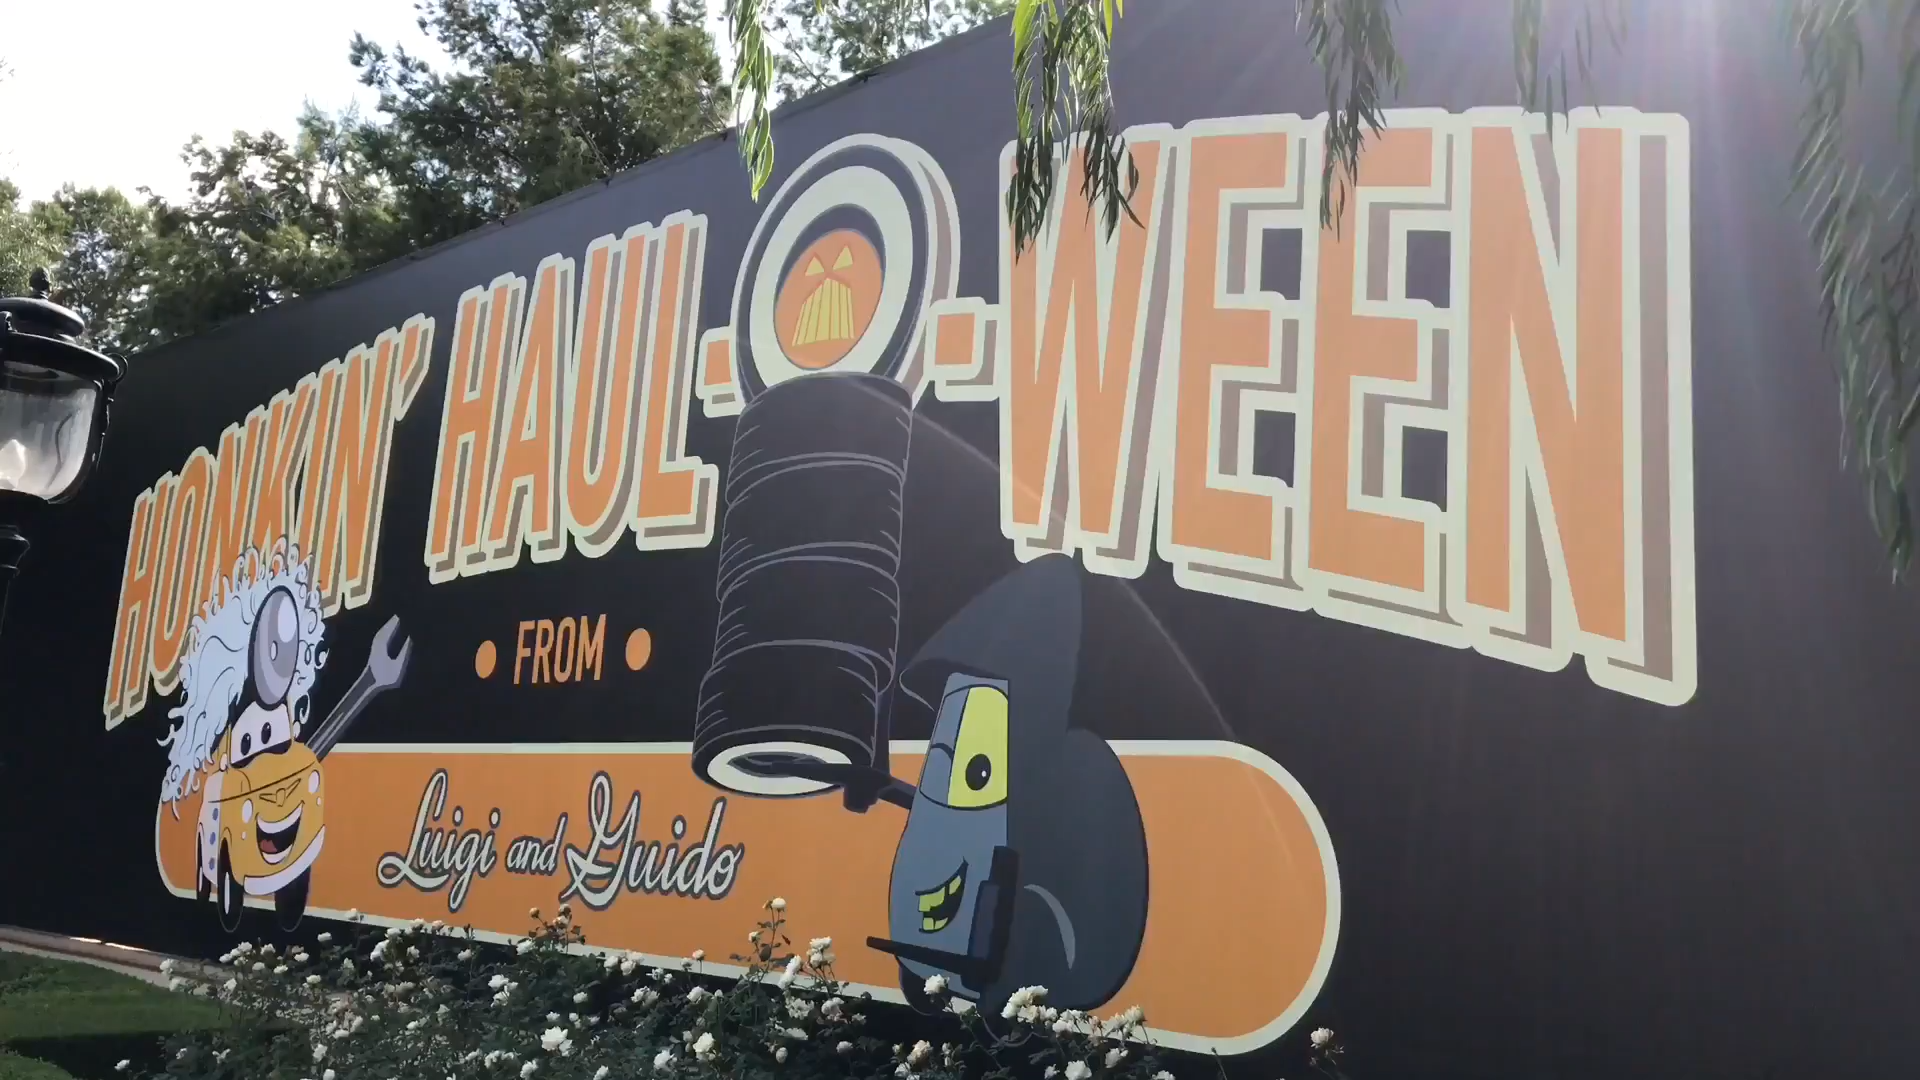 HONKIN' HAUL-O-WEEN
• FROM •
Luigi and Guido